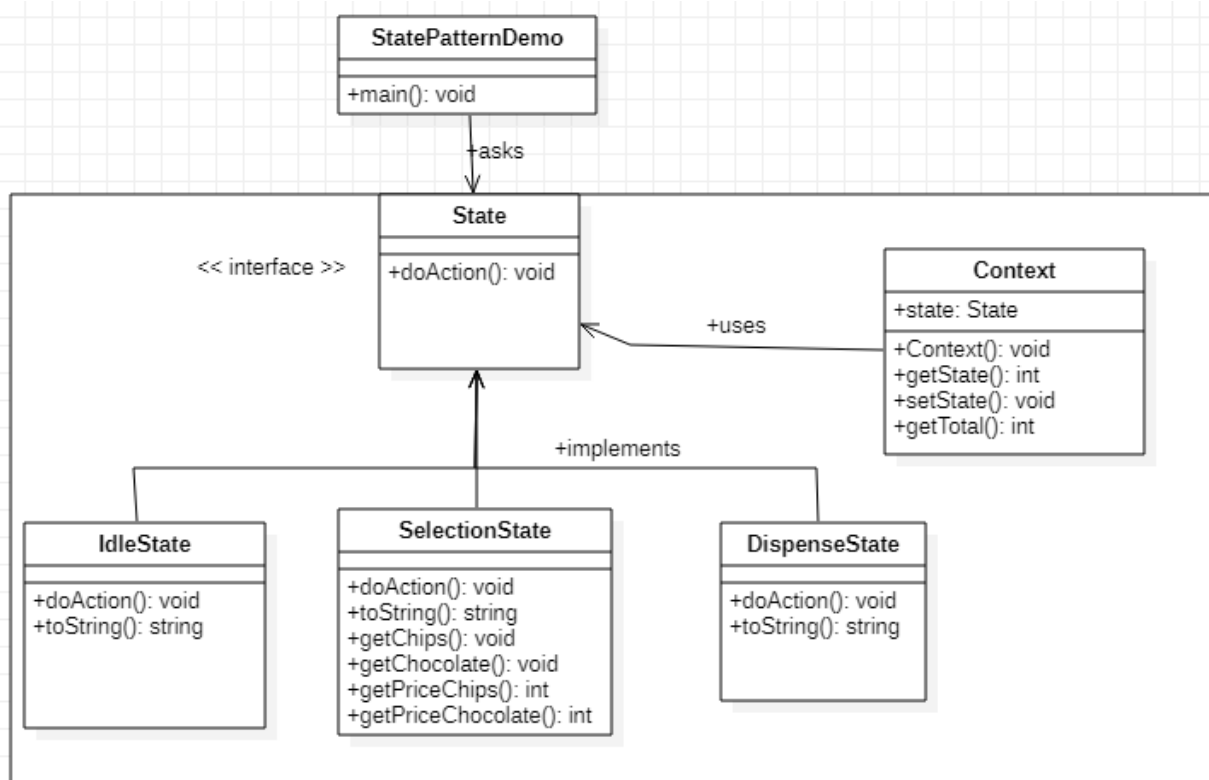 StatePatternDemo
+main(): void
+asks
State
<< interface >>
+doAction(): void
Context
+state: State
+uses
+Context(): void
+getState(): int
+setState(): void
+getTotal(): int
+implements
IdleState
+doAction(): void
+toString(): string
SelectionState
+doAction(): void
+toString(): string
+getChips(): void
+getChocolate(): void
+getPriceChips(): int
+getPriceChocolate(): int
DispenseState
+doAction(): void
+toString(): string